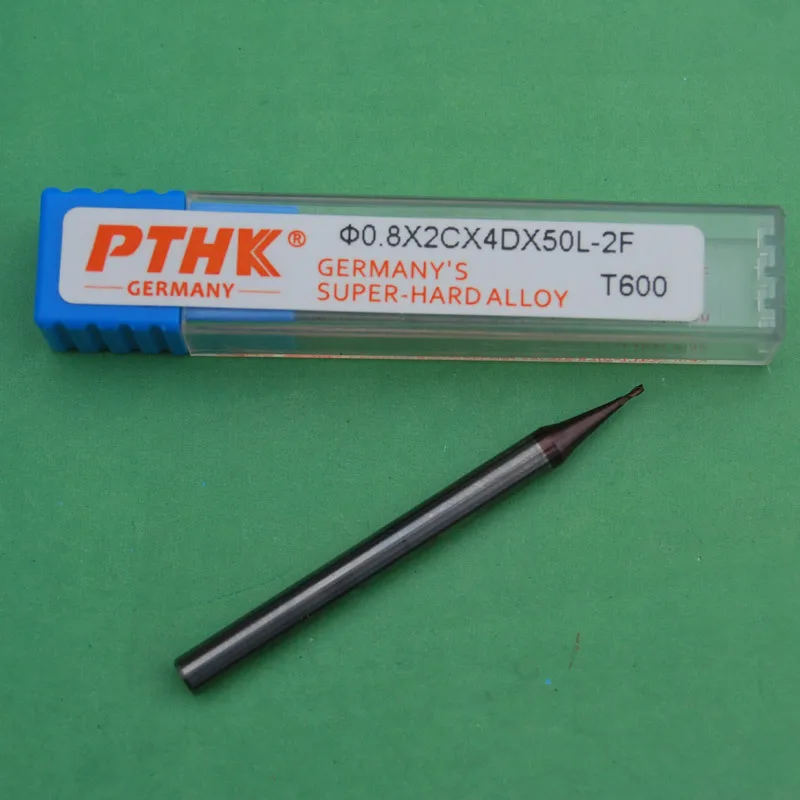 PTHK®
GERMANY
Φ0.8X2CX4DX50L-2F
GERMANY'S
SUPER-HARD ALLOY
T600